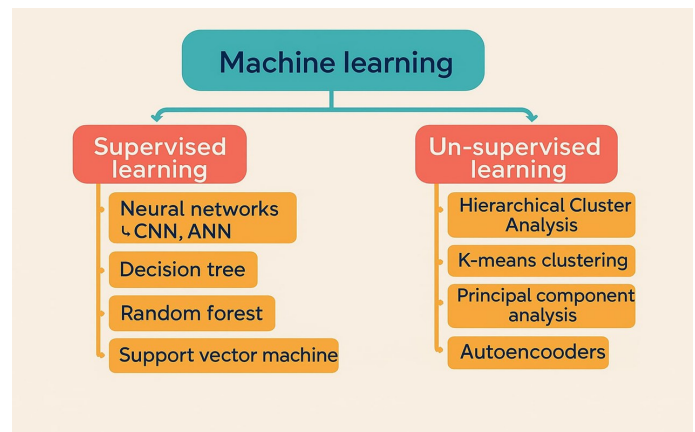 Machine learning
Supervised
learning
Neural networks
↳ CNN, ANN
Decision tree
Random forest
Support vector machine
Un-supervised
learning
Hierarchical Cluster
Analysis
K-means clustering
Principal component
analysis
Autoencooders